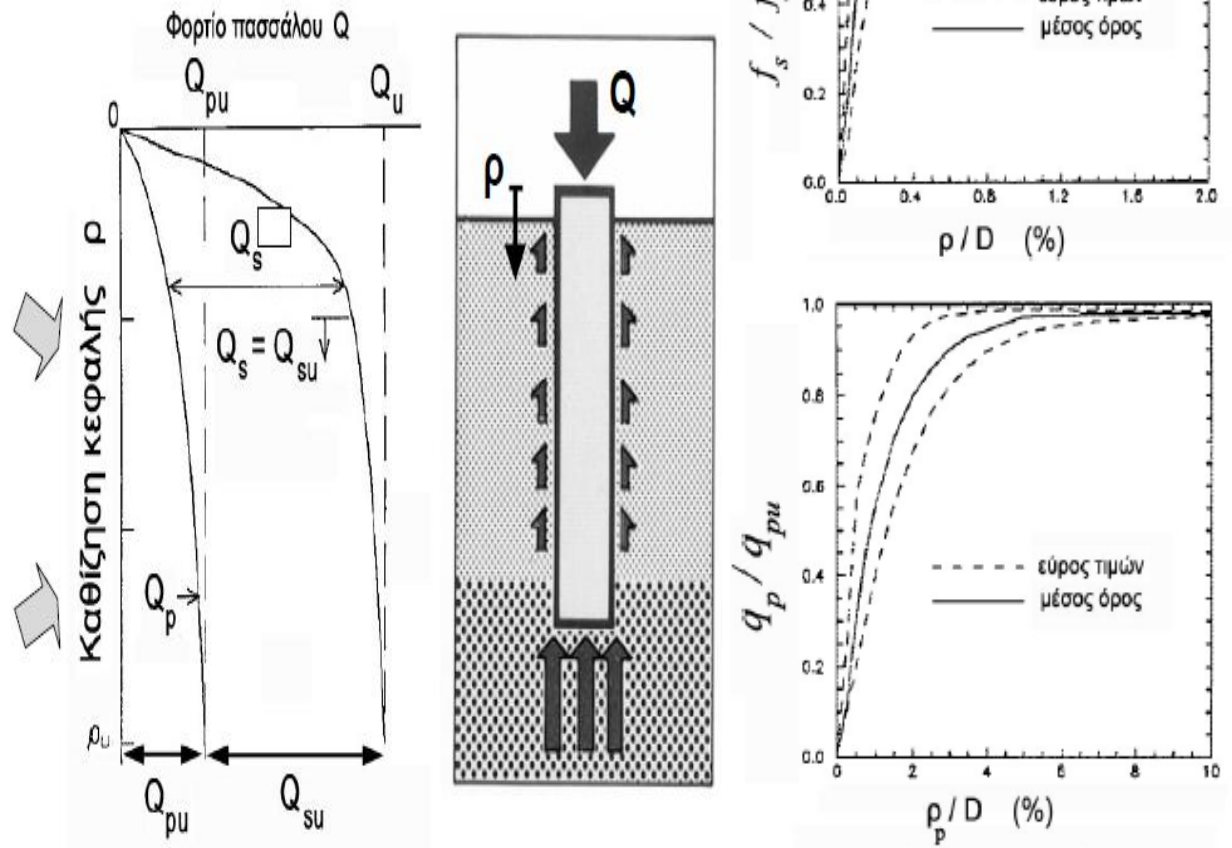 Φορτίο πασσάλου Q
Q_pu
Q_u
0
Καθίζηση κεφαλής ρ
Q_s
Q_s = Q_su
Q_p
ρ_u
Q_pu
Q_su
Q
ρ
μέσος όρος
0.4
0.2
0.0
f_s / f
0.0 0.4 0.8 1.2 1.6 2.0
ρ / D (%)
1.0
0.8
0.6
0.4
0.2
0.0
q_p / q_pu
εύρος τιμών
μέσος όρος
0 2 4 6 8 10
ρ_p / D (%)